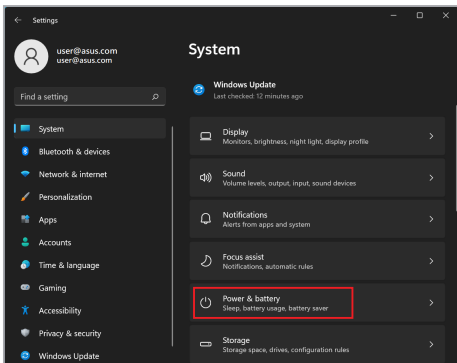 Settings
user@asus.com
user@asus.com
Find a setting
System
Bluetooth & devices
Network & internet
Personalization
Apps
Accounts
Time & language
Gaming
Accessibility
Privacy & security
Windows Update
System
Windows Update
Last checked: 12 minutes ago
Display
Monitors, brightness, night light, display profile
Sound
Volume levels, output, input, sound devices
Notifications
Alerts from apps and system
Focus assist
Notifications, automatic rules
Power & battery
Sleep, battery usage, battery saver
Storage
Storage space, drives, configuration rules